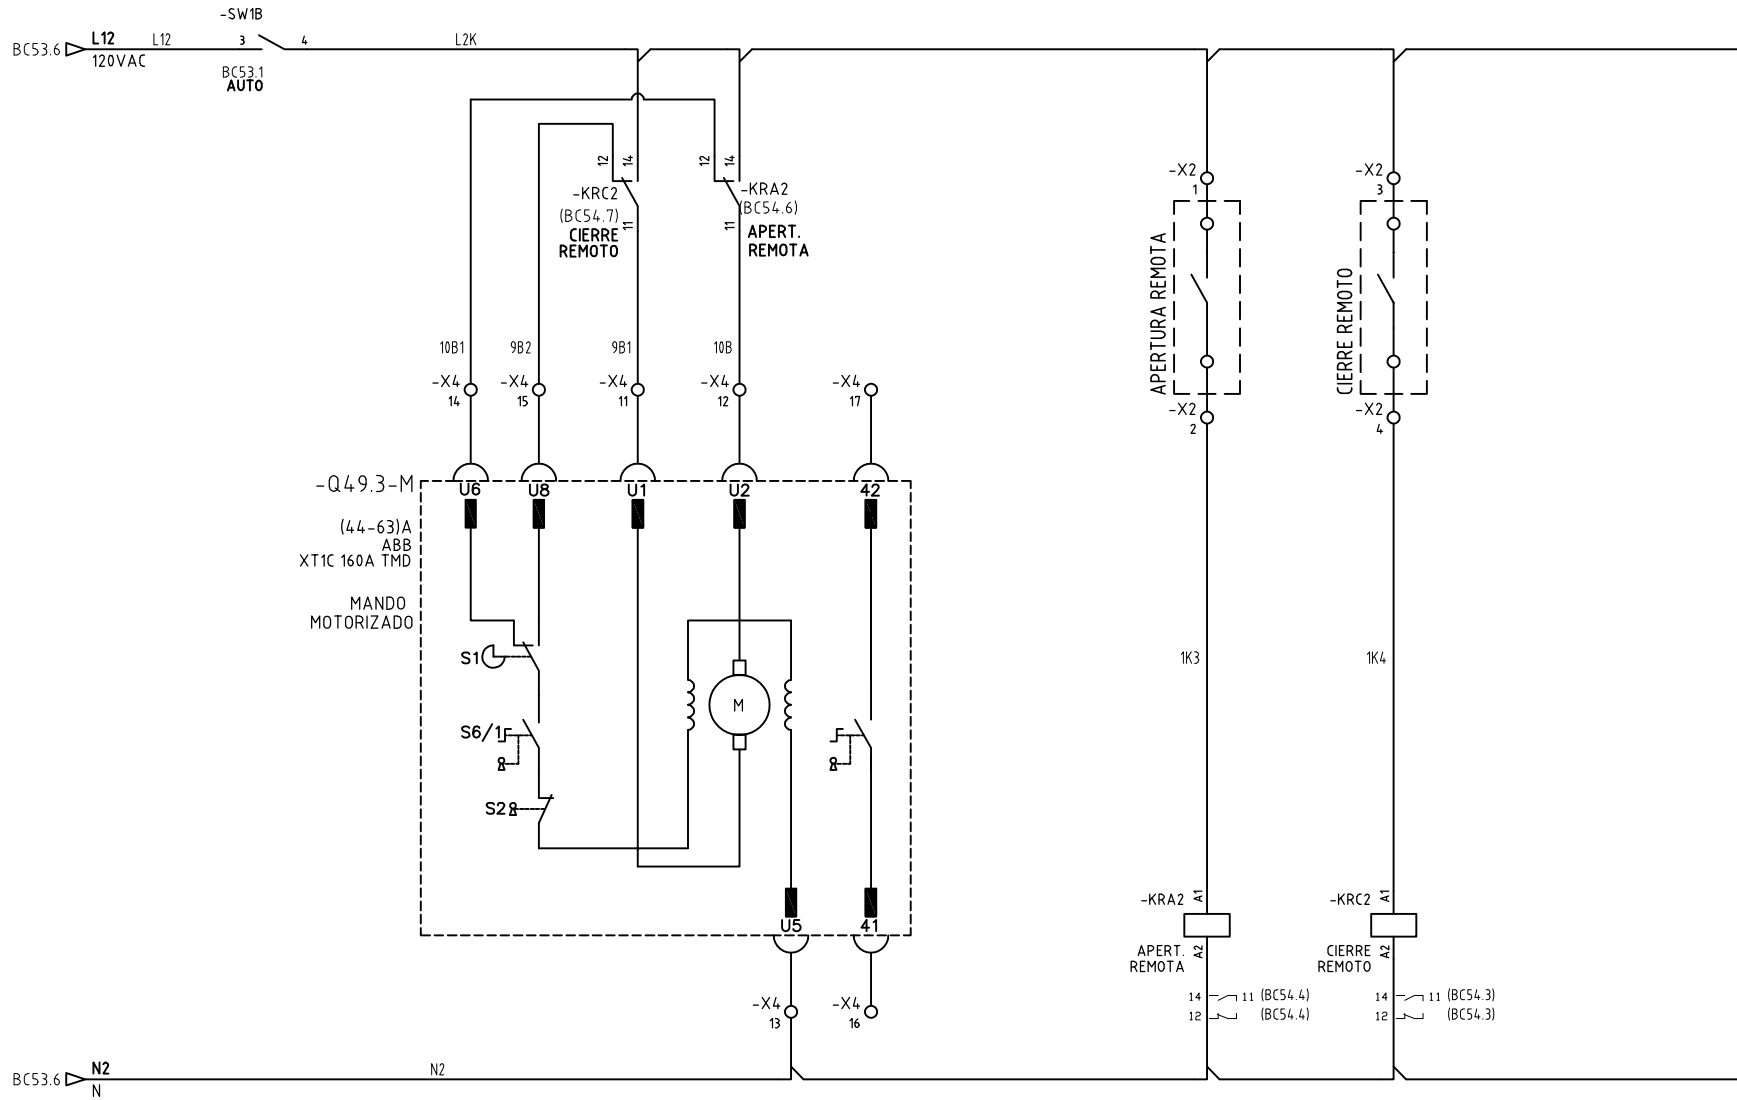 -SW1B
BC53.6
L12
L12
3
4
L2K
120VAC
BC53.1
AUTO
12
14
12
14
-KRC2
(BC54.7)
CIERRE
REMOTO
11
-KRA2
(BC54.6)
11
APERT.
REMOTA
-X2
1
-X2
3
APERTURA REMOTA
CIERRE REMOTO
-X2
2
-X2
4
10B1
9B2
9B1
10B
-X4
14
-X4
15
-X4
11
-X4
12
-X4
17
-Q49.3-M
U6
U8
U1
U2
42
(44-63)A
ABB
XT1C 160A TMD
MANDO
MOTORIZADO
S1
S6/1
S2
M
1K3
1K4
U5
41
-KRA2
A1
A2
APERT.
REMOTA
-KRC2
A1
A2
CIERRE
REMOTO
14
11
(BC54.4)
12
(BC54.4)
14
11
(BC54.3)
12
(BC54.3)
-X4
13
-X4
16
BC53.6
N2
N2
N